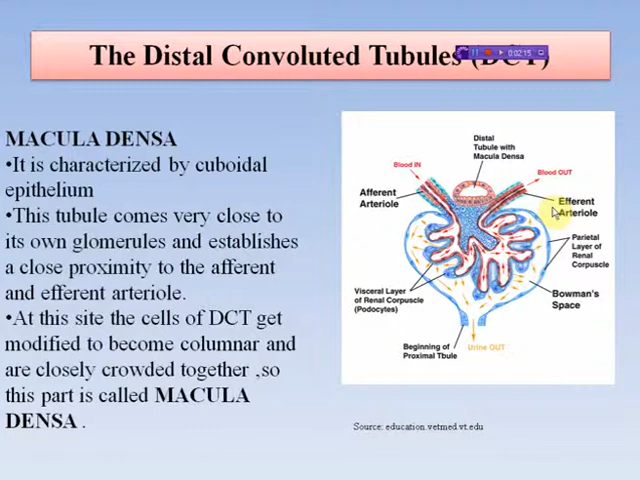 The Distal Convoluted Tubules (DCT)
0:02:15
MACULA DENSA
•It is characterized by cuboidal
epithelium
•This tubule comes very close to
its own glomerules and establishes
a close proximity to the afferent
and efferent arteriole.
•At this site the cells of DCT get
modified to become columnar and
are closely crowded together ,so
this part is called MACULA
DENSA .
Distal
Tubule with
Macula Densa
Blood IN
Blood OUT
Afferent
Arteriole
Efferent
Arteriole
Parietal
Layer of
Renal
Corpuscle
Visceral Layer
of Renal Corpuscle
(Podocytes)
Bowman's
Space
Beginning of
Proximal Tbule
Urine OUT
Source: education.vetmed.vt.edu